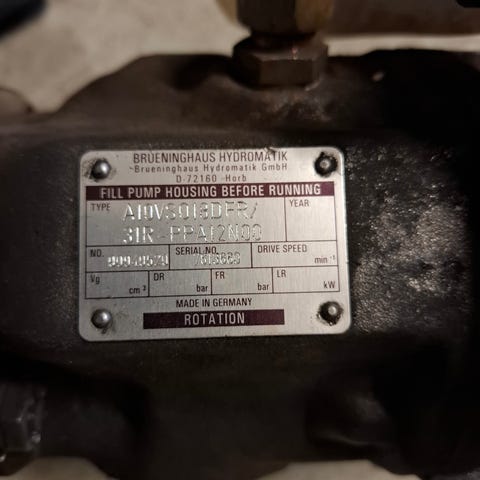 BRUENINGHAUS HYDROMATIK
Brueninghaus Hydromatik GmbH
D-72160 Horb
FILL PUMP HOUSING BEFORE RUNNING
TYPE A10VSO18DFR/ YEAR
31R-PPA12N00
NO. SERIAL NO. DRIVE SPEED
min⁻¹
Vg DR FR LR
cm³ bar bar kW
MADE IN GERMANY
ROTATION